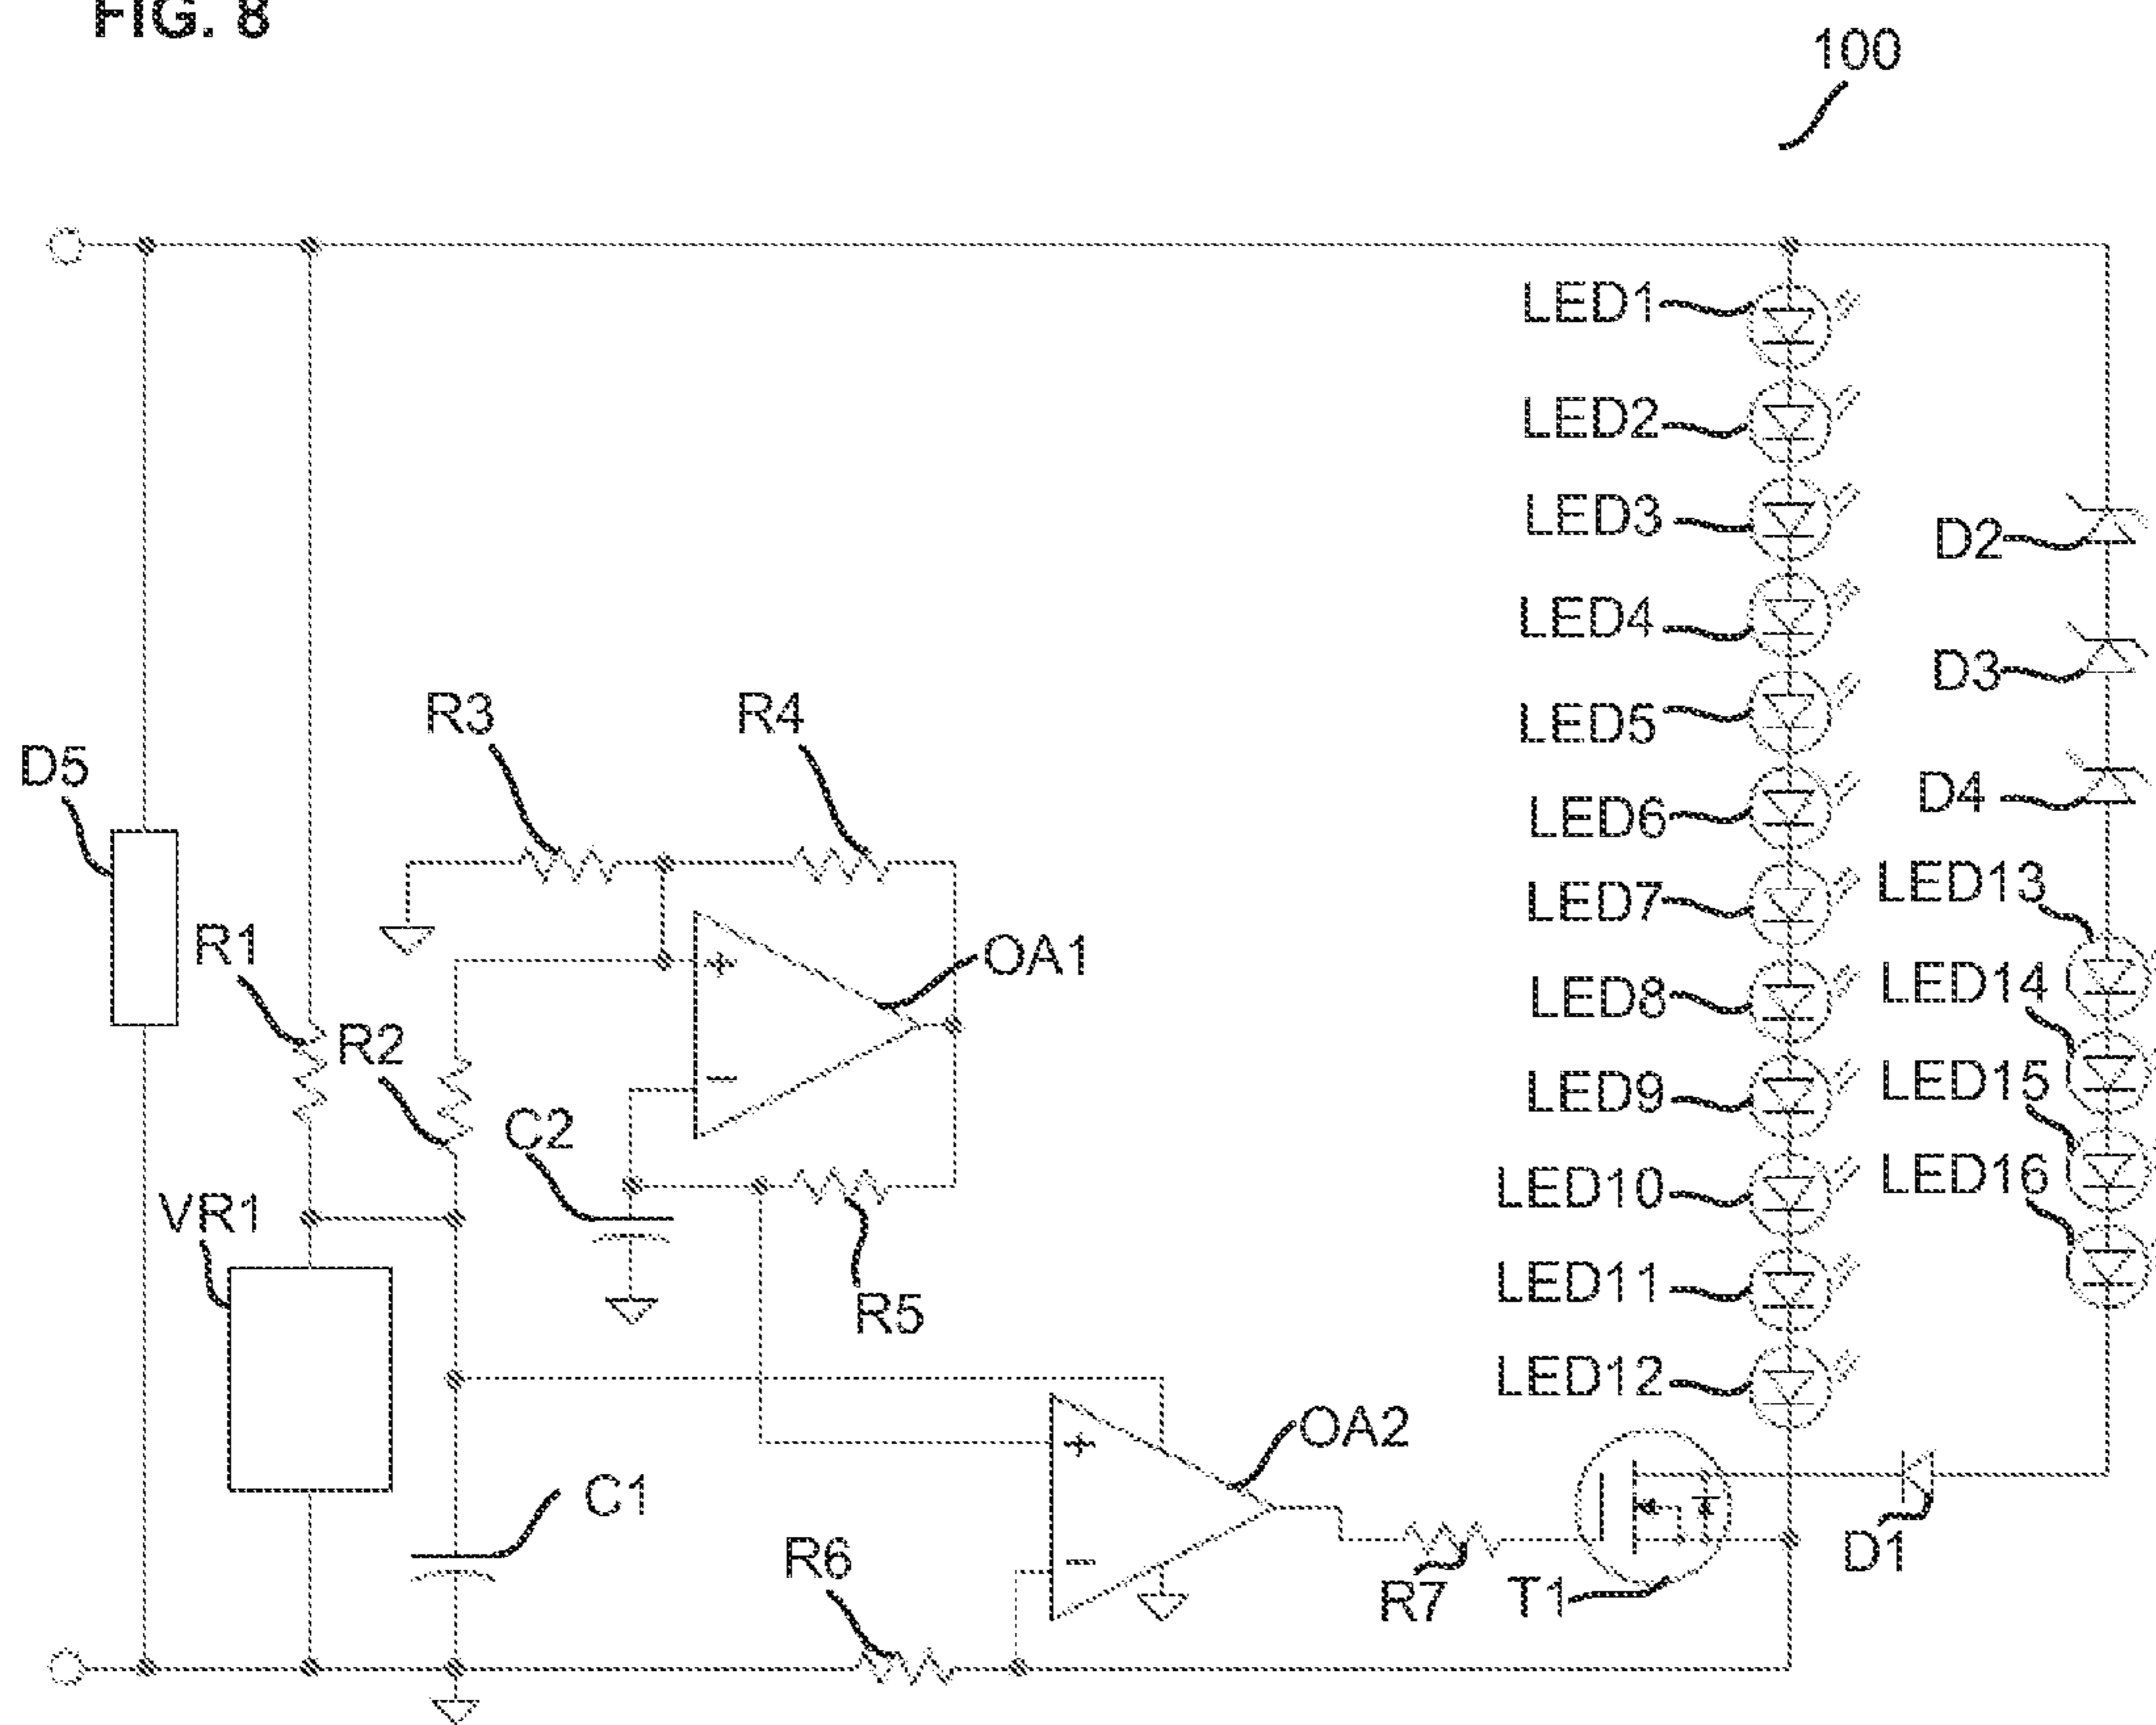 FIG. 8
100
LED1
LED2
LED3
D2
LED4
D3
R3
R4
LED5
D5
D4
LED6
LED7
LED13
R1
OA1
LED8
LED14
R2
LED9
LED15
C2
LED10
LED16
VR1
LED11
R5
LED12
OA2
C1
R6
R7
T1
D1
+
−
+
−